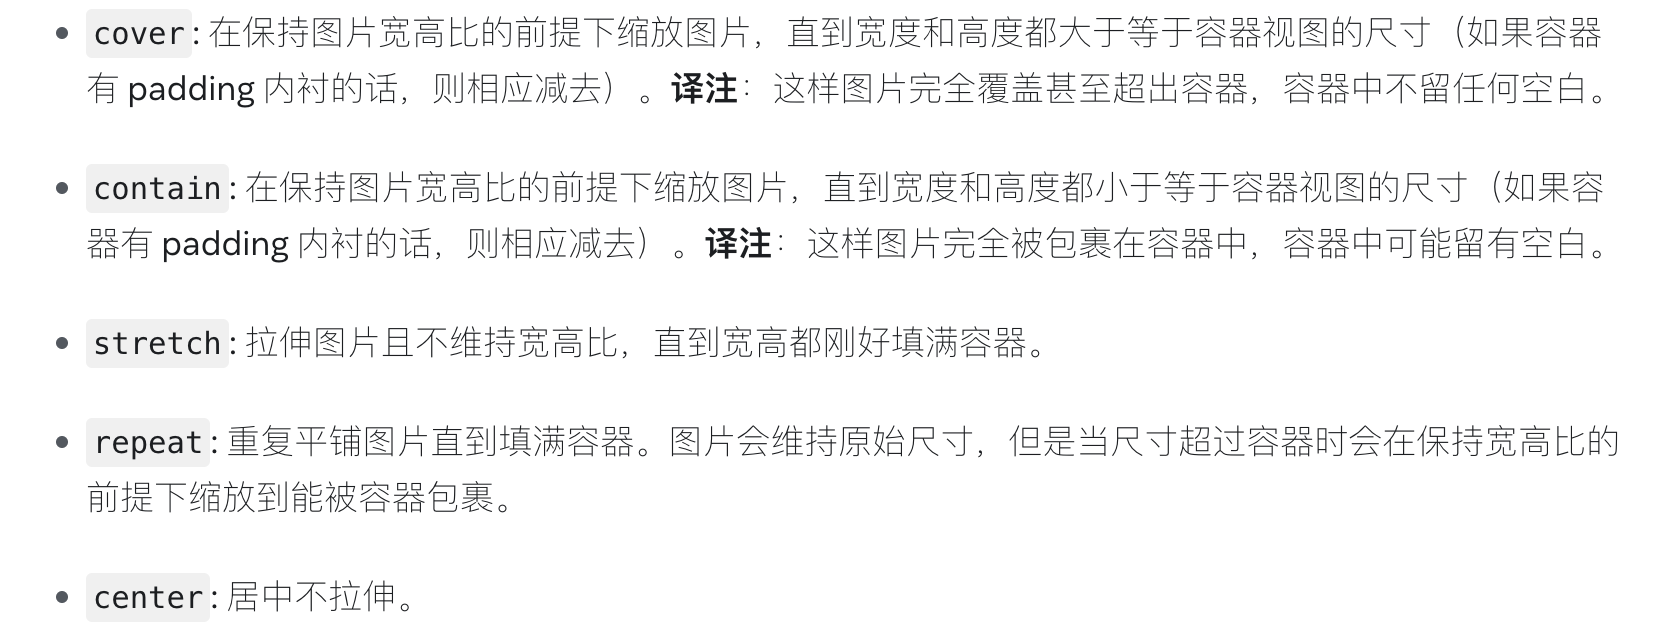 cover: 在保持图片宽高比的前提下缩放图片，直到宽度和高度都大于等于容器视图的尺寸（如果容器
有 padding 内衬的话，则相应减去）。译注：这样图片完全覆盖甚至超出容器，容器中不留任何空白。
contain: 在保持图片宽高比的前提下缩放图片，直到宽度和高度都小于等于容器视图的尺寸（如果容
器有 padding 内衬的话，则相应减去）。译注：这样图片完全被包裹在容器中，容器中可能留有空白。
stretch: 拉伸图片且不维持宽高比，直到宽高都刚好填满容器。
repeat: 重复平铺图片直到填满容器。图片会维持原始尺寸，但是当尺寸超过容器时会在保持宽高比的
前提下缩放到能被容器包裹。
center: 居中不拉伸。